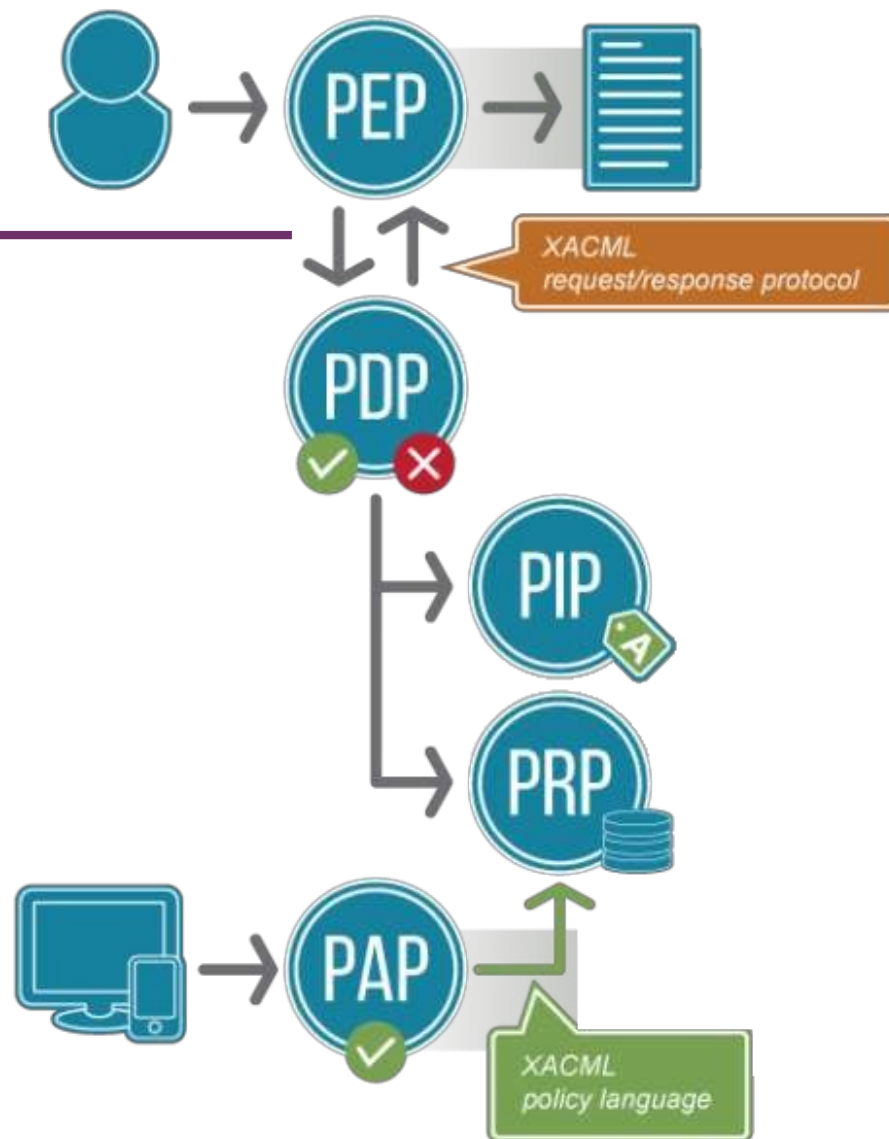 PEP
XACML
request/response protocol
PDP
PIP
A
PRP
PAP
XACML
policy language